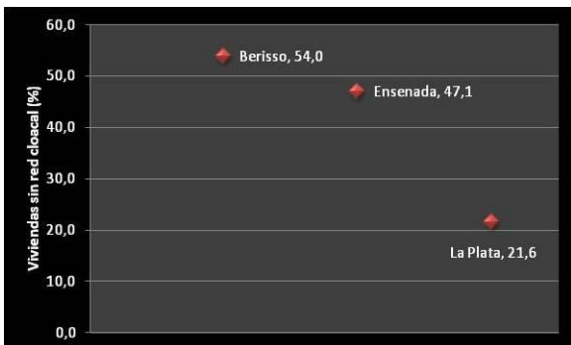 Viviendas sin red cloacal (%)
60,0
50,0
40,0
30,0
20,0
10,0
0,0
Berisso, 54,0
Ensenada, 47,1
La Plata, 21,6